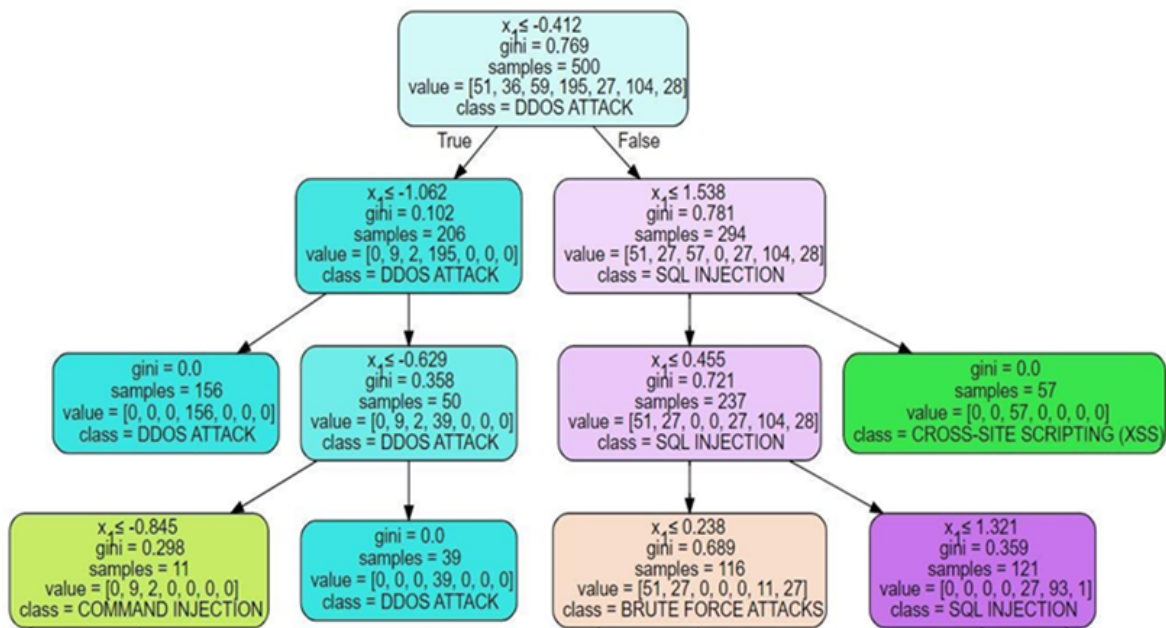 x₁≤ -0.412
gini = 0.769
samples = 500
value = [51, 36, 59, 195, 27, 104, 28]
class = DDOS ATTACK
True
False
x₁≤ -1.062
gini = 0.102
samples = 206
value = [0, 9, 2, 195, 0, 0, 0]
class = DDOS ATTACK
x₁≤ 1.538
gini = 0.781
samples = 294
value = [51, 27, 57, 0, 27, 104, 28]
class = SQL INJECTION
gini = 0.0
samples = 156
value = [0, 0, 0, 156, 0, 0, 0]
class = DDOS ATTACK
x₁≤ -0.629
gini = 0.358
samples = 50
value = [0, 9, 2, 39, 0, 0, 0]
class = DDOS ATTACK
x₁≤ 0.455
gini = 0.721
samples = 237
value = [51, 27, 0, 0, 27, 104, 28]
class = SQL INJECTION
gini = 0.0
samples = 57
value = [0, 0, 57, 0, 0, 0, 0]
class = CROSS-SITE SCRIPTING (XSS)
x₁≤ -0.845
gini = 0.298
samples = 11
value = [0, 9, 2, 0, 0, 0, 0]
class = COMMAND INJECTION
gini = 0.0
samples = 39
value = [0, 0, 0, 39, 0, 0, 0]
class = DDOS ATTACK
x₁≤ 0.238
gini = 0.689
samples = 116
value = [51, 27, 0, 0, 0, 11, 27]
class = BRUTE FORCE ATTACKS
x₁≤ 1.321
gini = 0.359
samples = 121
value = [0, 0, 0, 0, 27, 93, 1]
class = SQL INJECTION